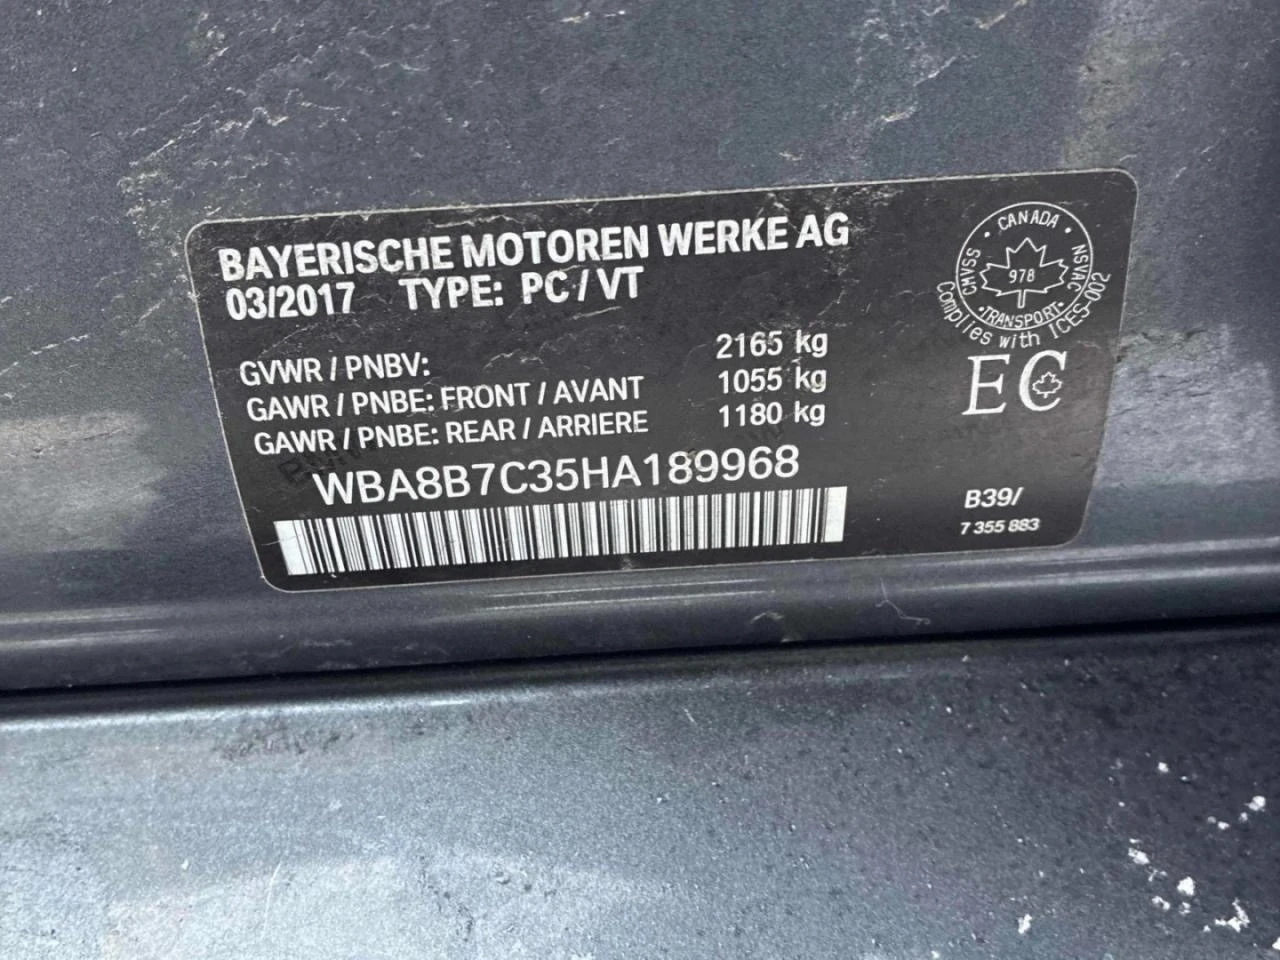 BAYERISCHE MOTOREN WERKE AG
03/2017 TYPE: PC / VT
GVWR / PNBV: 2165 kg
GAWR / PNBE: FRONT / AVANT 1055 kg
GAWR / PNBE: REAR / ARRIERE 1180 kg
WBA8B7C35HA189968
CANADA
CMVSS
NSVAC
978
TRANSPORT
Complies with ICES-002
EC
B39/
7 355 883